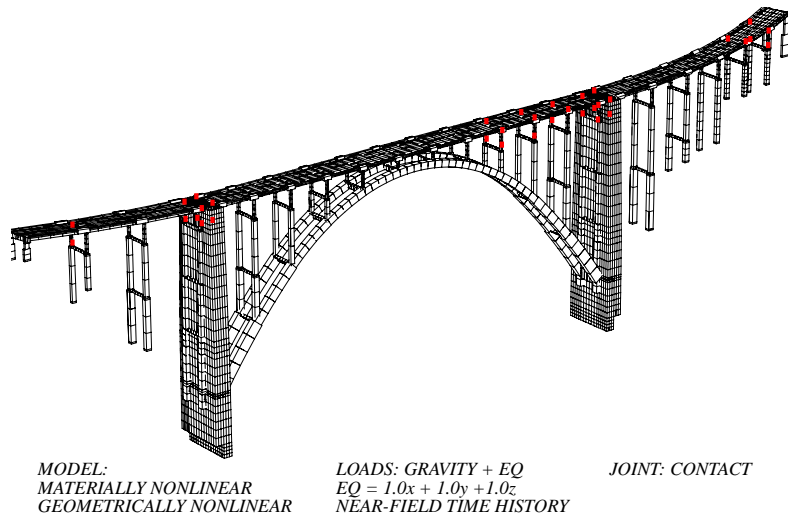 MODEL:
MATERIALLY NONLINEAR
GEOMETRICALLY NONLINEAR
LOADS: GRAVITY + EQ
EQ = 1.0x + 1.0y +1.0z
NEAR-FIELD TIME HISTORY
JOINT: CONTACT